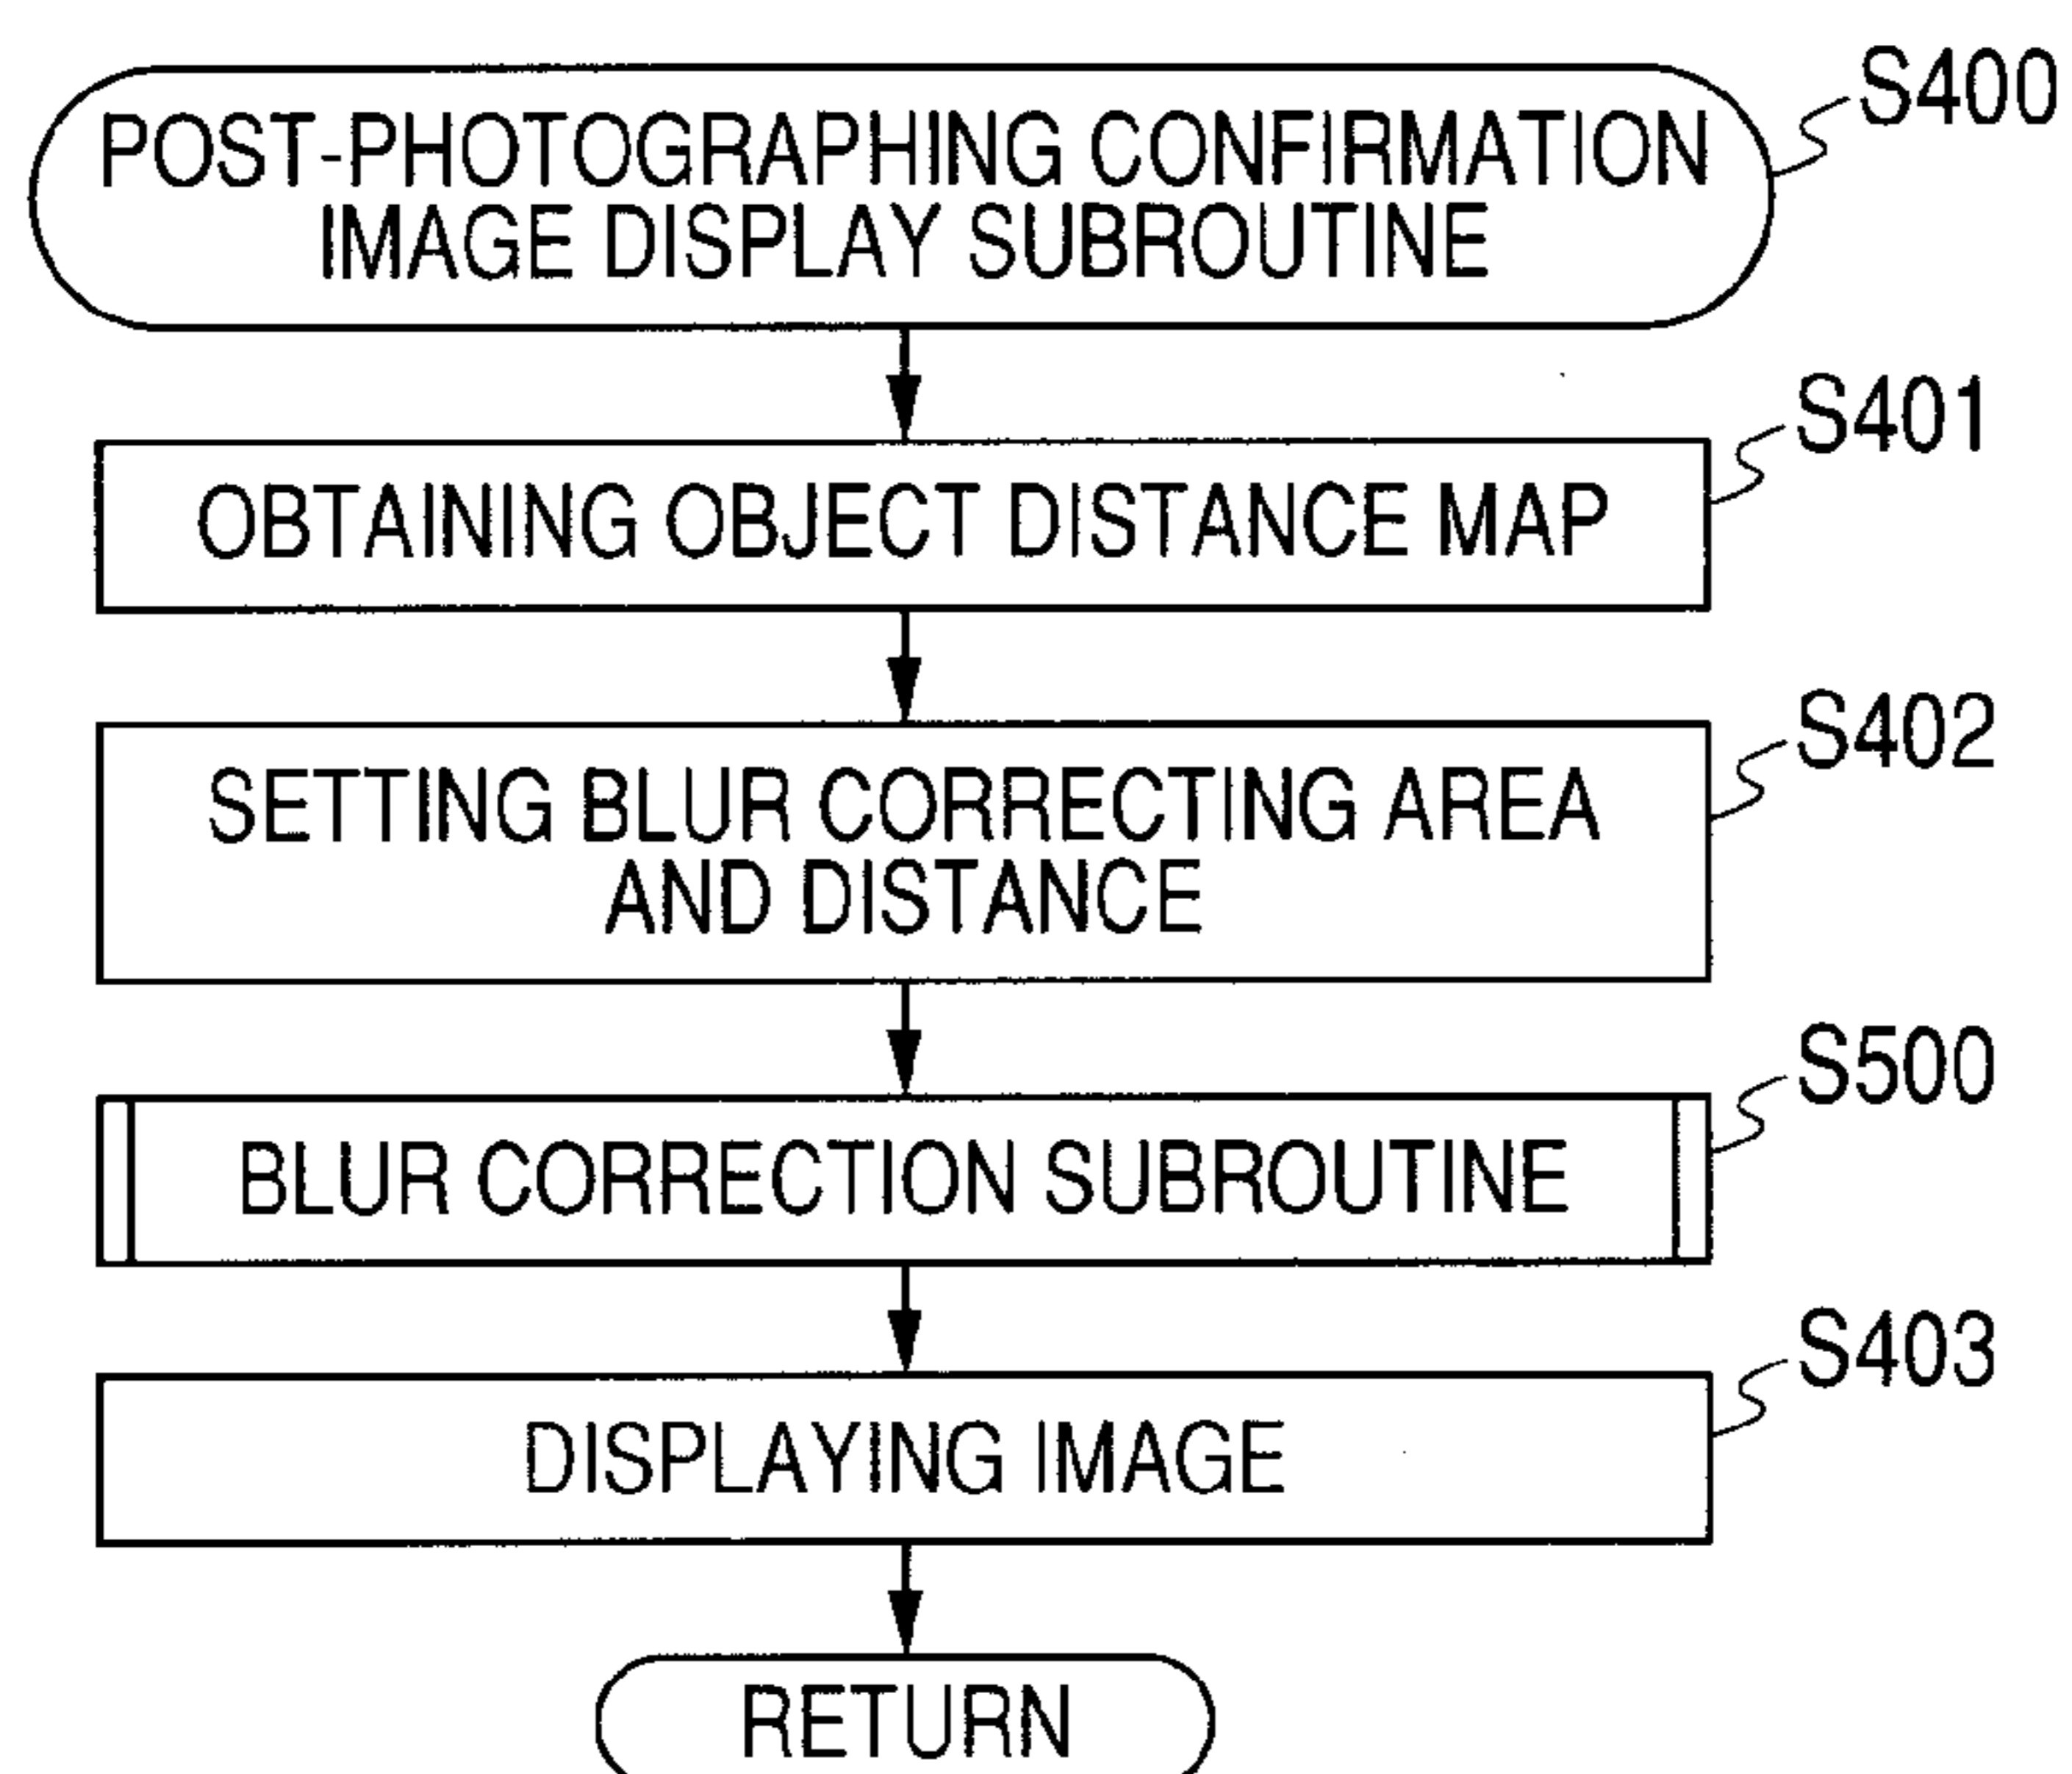 S400
POST-PHOTOGRAPHING CONFIRMATION
IMAGE DISPLAY SUBROUTINE
S401
OBTAINING OBJECT DISTANCE MAP
S402
SETTING BLUR CORRECTING AREA
AND DISTANCE
S500
BLUR CORRECTION SUBROUTINE
S403
DISPLAYING IMAGE
RETURN